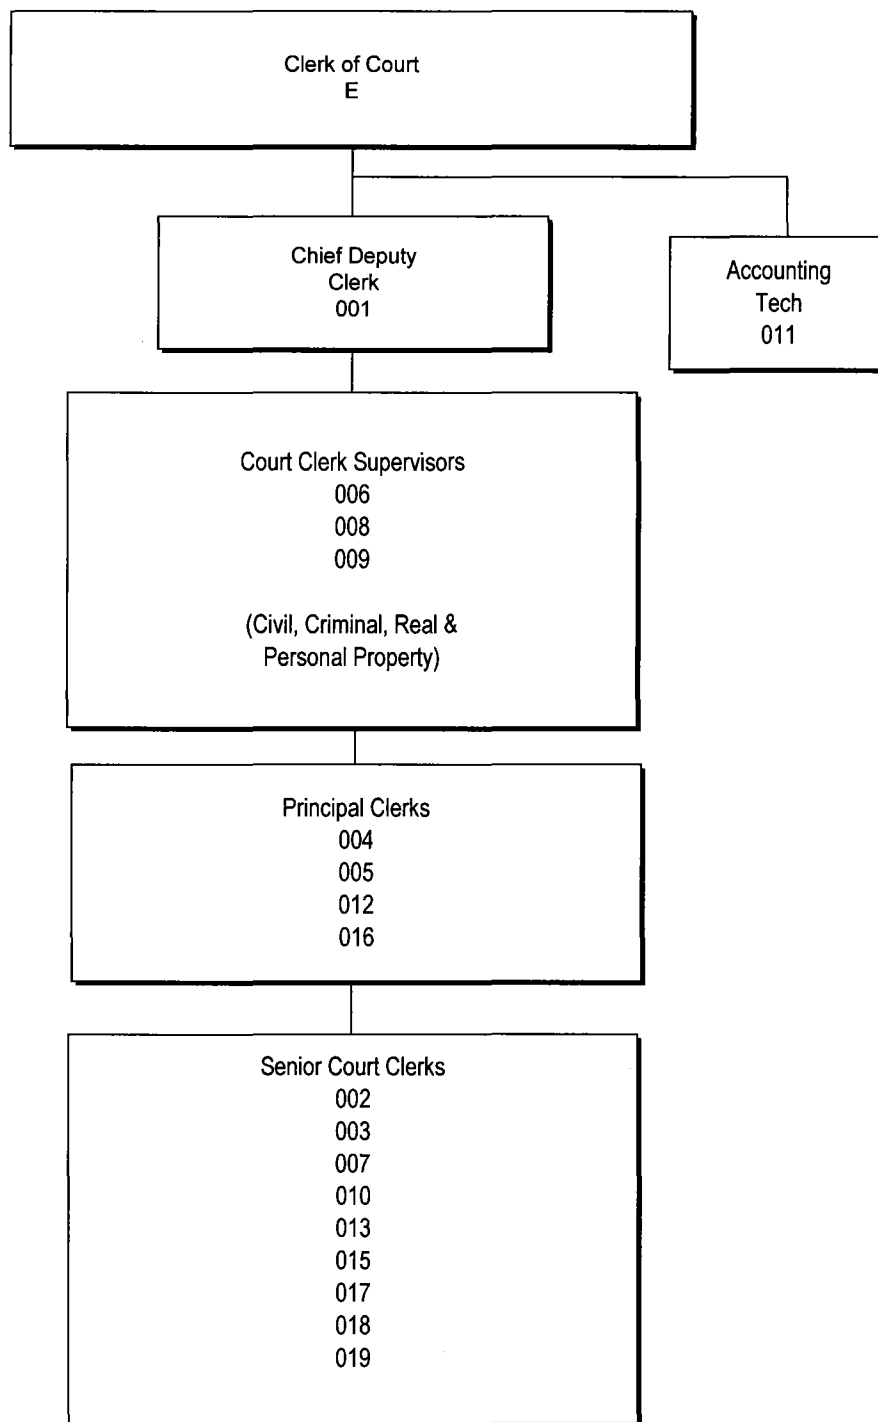 Clerk of Court
E
Chief Deputy
Clerk
001
Accounting
Tech
011
Court Clerk Supervisors
006
008
009
(Civil, Criminal, Real &
Personal Property)
Principal Clerks
004
005
012
016
Senior Court Clerks
002
003
007
010
013
015
017
018
019